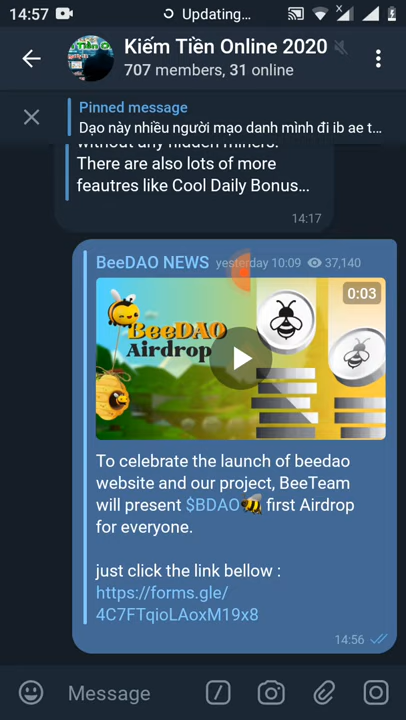 14:57
Updating...
Kiếm Tiền Online 2020
707 members, 31 online
Pinned message
Dạo này nhiều người mạo danh mình đi ib ae t...
without any hidden miners.
There are also lots of more
feautres like Cool Daily Bonus...
14:17
BeeDAO NEWS yesterday 10:09 37,140
0:03
BeeDAO
Airdrop
To celebrate the launch of beedao
website and our project, BeeTeam
will present $BDAO🐝 first Airdrop
for everyone.
just click the link bellow :
https://forms.gle/
4C7FTqioLAoxM19x8
14:56
Message